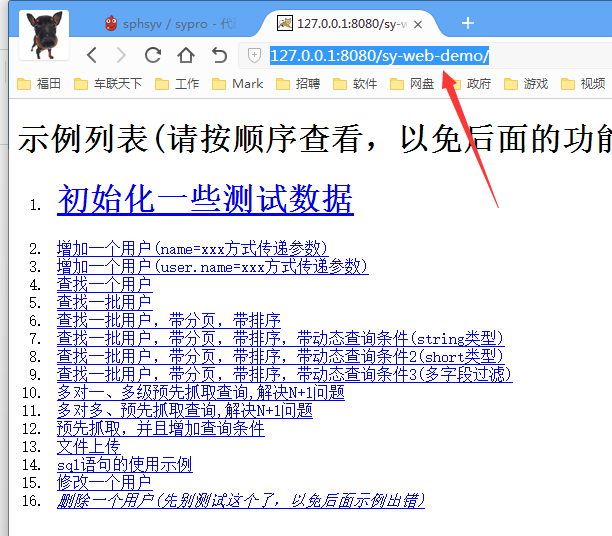 sphsyv / sypro - 代
127.0.0.1:8080/sy-web-dem
127.0.0.1:8080/sy-web-demo/
福田 车联天下 工作 Mark 招聘 软件 网盘 政府 游戏 视频
示例列表(请按顺序查看，以免后面的功能
1. 初始化一些测试数据
2. 增加一个用户(name=xxx方式传递参数)
3. 增加一个用户(user.name=xxx方式传递参数)
4. 查找一个用户
5. 查找一批用户
6. 查找一批用户，带分页，带排序
7. 查找一批用户，带分页，带排序，带动态查询条件(string类型)
8. 查找一批用户，带分页，带排序，带动态查询条件2(short类型)
9. 查找一批用户，带分页，带排序，带动态查询条件3(多字段过滤)
10. 多对一、多级预先抓取查询,解决N+1问题
11. 多对多、预先抓取查询,解决N+1问题
12. 预先抓取，并且增加查询条件
13. 文件上传
14. sql语句的使用示例
15. 修改一个用户
16. 删除一个用户(先别测试这个了，以免后面示例出错)